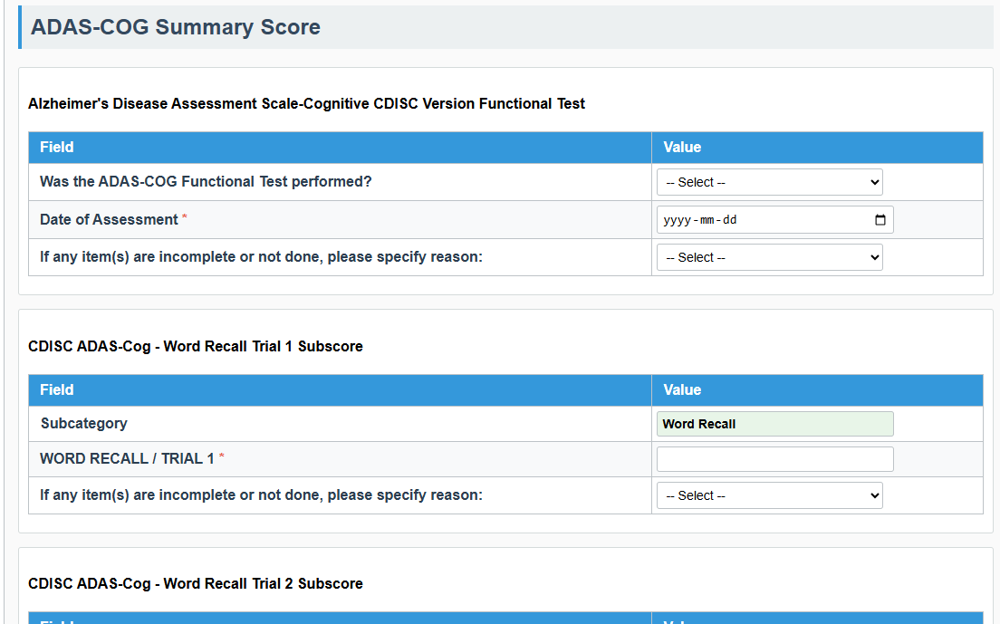 ADAS-COG Summary Score
Alzheimer's Disease Assessment Scale-Cognitive CDISC Version Functional Test
Field Value
Was the ADAS-COG Functional Test performed? -- Select --
Date of Assessment * yyyy-mm-dd
If any item(s) are incomplete or not done, please specify reason: -- Select --
CDISC ADAS-Cog - Word Recall Trial 1 Subscore
Field Value
Subcategory Word Recall
WORD RECALL / TRIAL 1 *
If any item(s) are incomplete or not done, please specify reason: -- Select --
CDISC ADAS-Cog - Word Recall Trial 2 Subscore